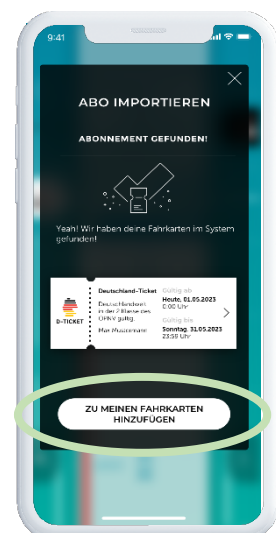 9:41
ABO IMPORTIEREN
ABONNEMENT GEFUNDEN!
Yeah! Wir haben deine Fahrkarten im System
gefunden!
D-TICKET
Deutschland-Ticket
Deutschlandweit
in der 2 Klasse des
ÖPNV gültig.
Max Mustermann
Gültig ab
Heute, 01.05.2023
0:00 Uhr
Gültig bis
Sonntag, 31.05.2023
23:59 Uhr
ZU MEINEN FAHRKARTEN
HINZUFÜGEN